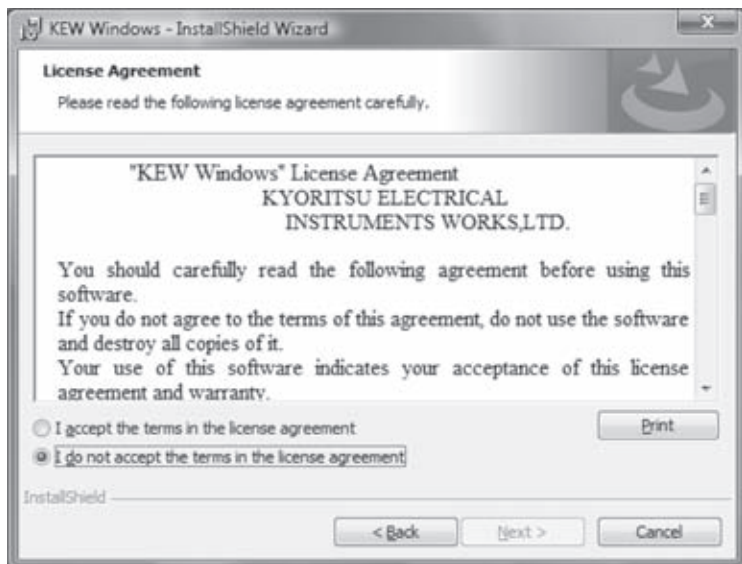 KEW Windows - InstallShield Wizard
License Agreement
Please read the following license agreement carefully.
"KEW Windows" License Agreement
KYORITSU ELECTRICAL
INSTRUMENTS WORKS,LTD.
You should carefully read the following agreement before using this
software.
If you do not agree to the terms of this agreement, do not use the software
and destroy all copies of it.
Your use of this software indicates your acceptance of this license
agreement and warranty.
I accept the terms in the license agreement
Print
I do not accept the terms in the license agreement
InstallShield
< Back
Next >
Cancel